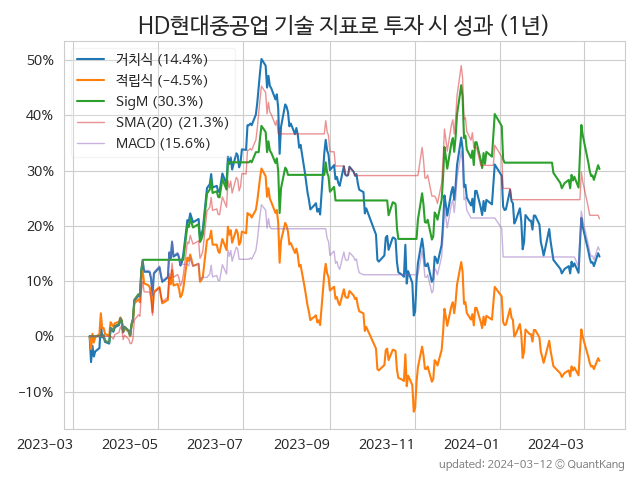 HD현대중공업 기술 지표로 투자 시 성과 (1년)
거치식 (14.4%)
적립식 (−4.5%)
SigM (30.3%)
SMA(20) (21.3%)
MACD (15.6%)
50%
40%
30%
20%
10%
0%
−10%
2023-03 2023-05 2023-07 2023-09 2023-11 2024-01 2024-03
updated: 2024-03-12 © QuantKang